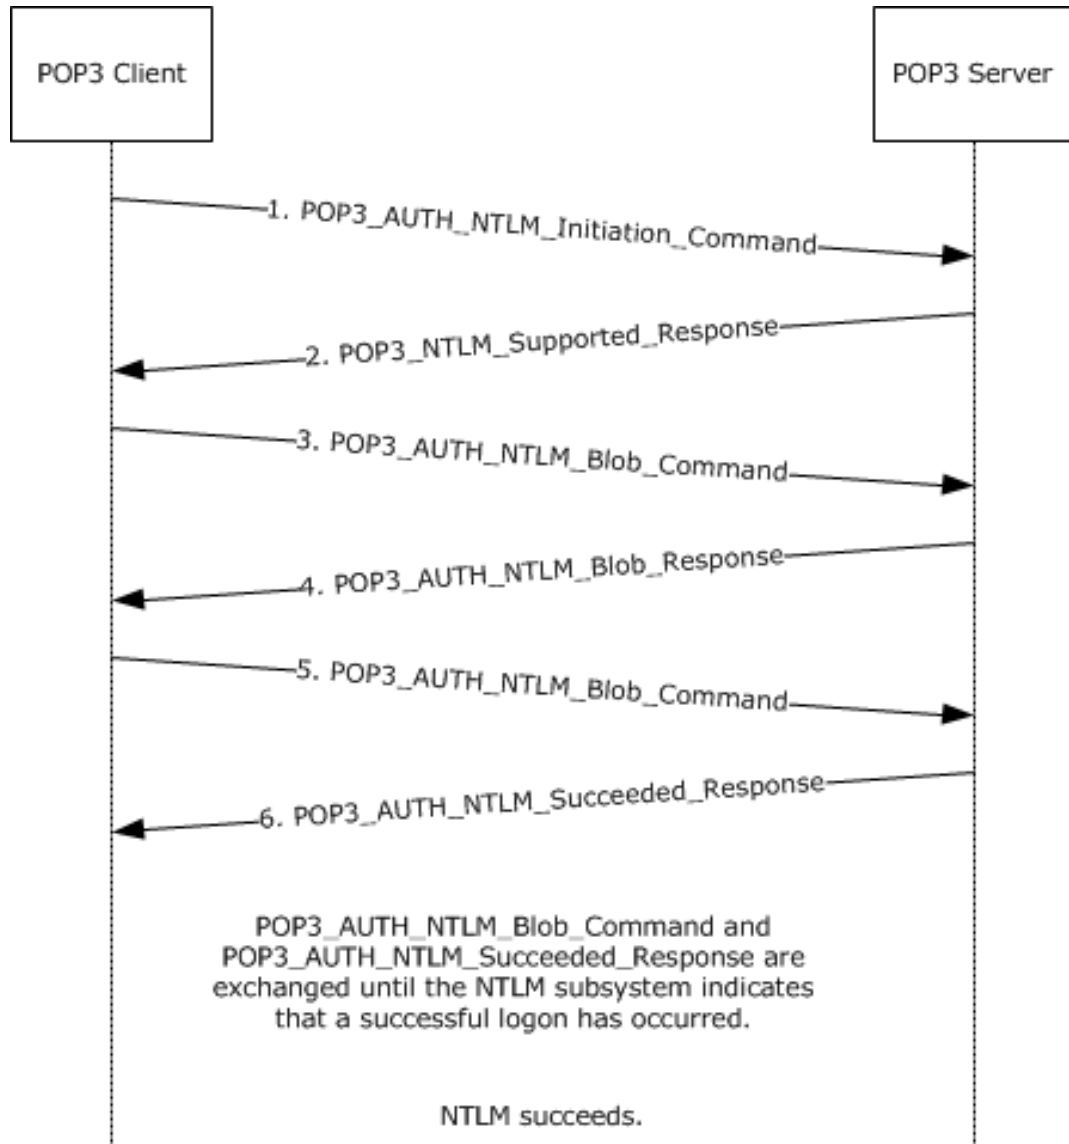 POP3 Client
POP3 Server
1. POP3_AUTH_NTLM_Initiation_Command
2. POP3_NTLM_Supported_Response
3. POP3_AUTH_NTLM_Blob_Command
4. POP3_AUTH_NTLM_Blob_Response
5. POP3_AUTH_NTLM_Blob_Command
6. POP3_AUTH_NTLM_Succeeded_Response
POP3_AUTH_NTLM_Blob_Command and
POP3_AUTH_NTLM_Succeeded_Response are
exchanged until the NTLM subsystem indicates
that a successful logon has occurred.
NTLM succeeds.